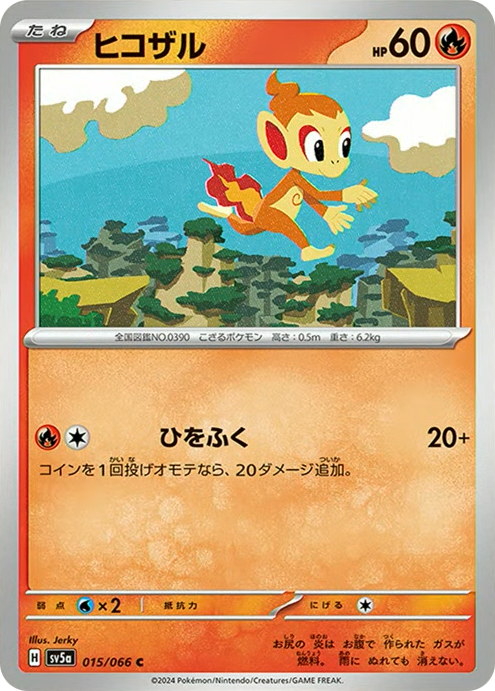 たね ヒコザル HP60
全国図鑑NO.0390 こざるポケモン 高さ:0.5m 重さ:6.2kg
ひをふく 20+
コインを1回投げオモテなら、20ダメージ追加。
弱点 ×2 抵抗力 にげる
Illus. Jerky
H sv5a 015/066 C
お尻の 炎は お腹で 作られた ガスが
燃料。 雨に ぬれても 消えない。
©2024 Pokémon/Nintendo/Creatures/GAME FREAK.